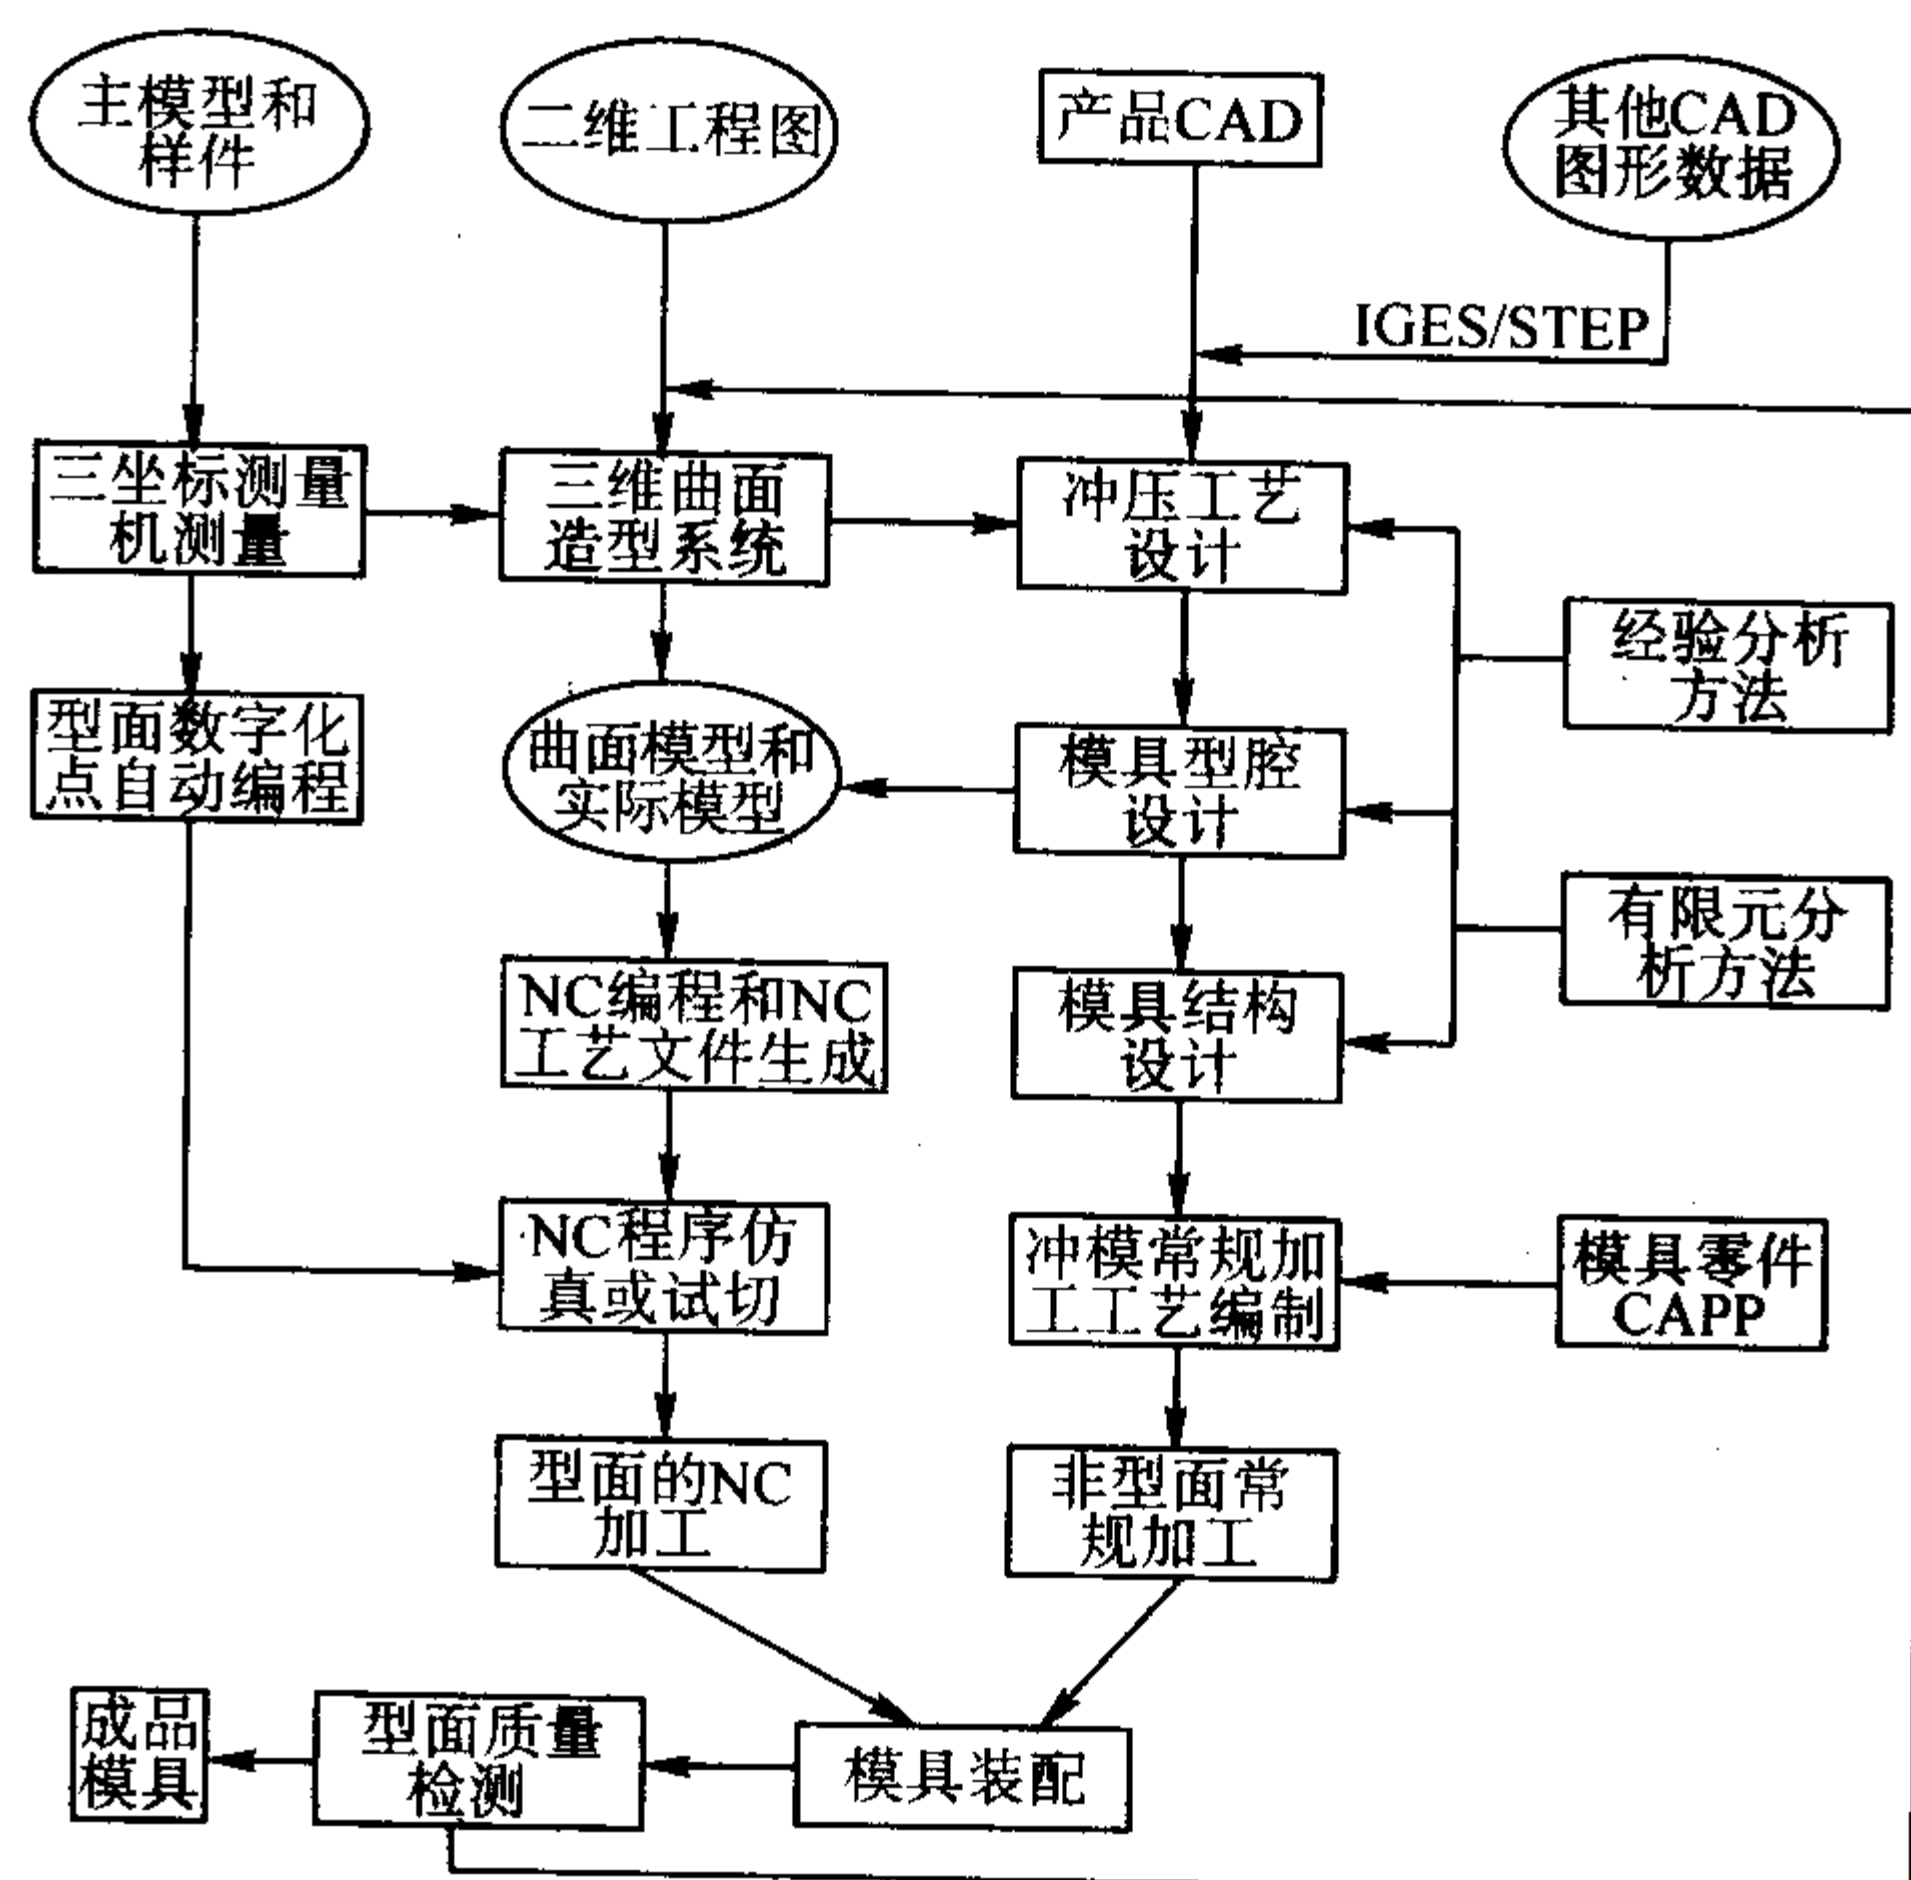 主模型和
样件
二维工程图
产品CAD
其他CAD
图形数据
IGES/STEP
三坐标测量
机测量
三维曲面
造型系统
冲压工艺
设计
经验分析
方法
型面数字化
点自动编程
曲面模型和
实际模型
模具型腔
设计
有限元分
析方法
NC编程和NC
工艺文件生成
模具结构
设计
NC程序仿
真或试切
冲模常规加
工工艺编制
模具零件
CAPP
型面的NC
加工
非型面常
规加工
成品
模具
型面质量
检测
模具装配